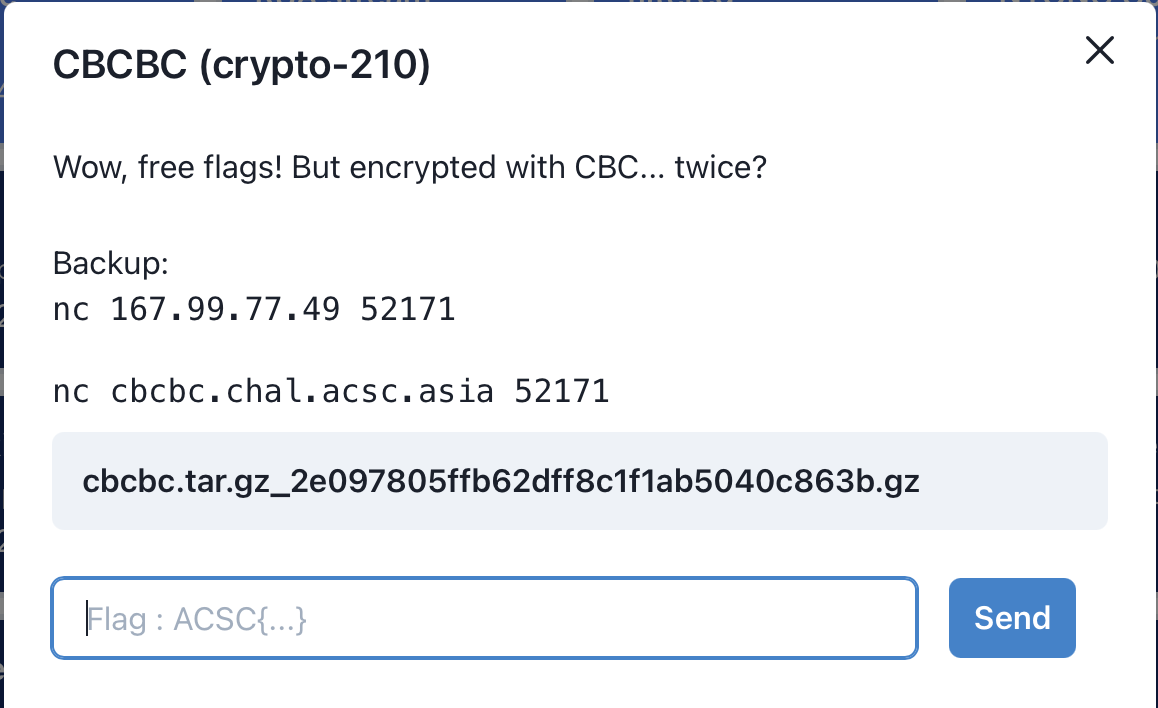 CBCBC (crypto-210)
Wow, free flags! But encrypted with CBC... twice?
Backup:
nc 167.99.77.49 52171
nc cbcbc.chal.acsc.asia 52171
cbcbc.tar.gz_2e097805ffb62dff8c1f1ab5040c863b.gz
Flag : ACSC{...}
Send